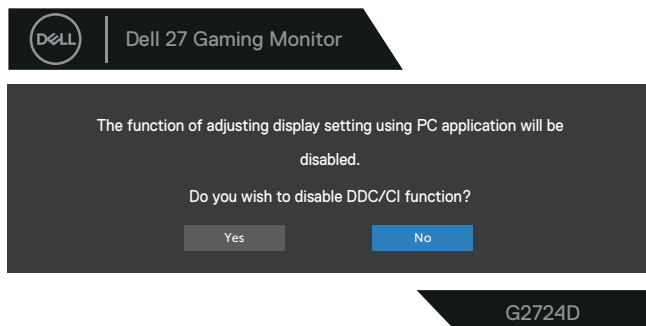 DELL
Dell 27 Gaming Monitor
The function of adjusting display setting using PC application will be
disabled.
Do you wish to disable DDC/CI function?
Yes
No
G2724D